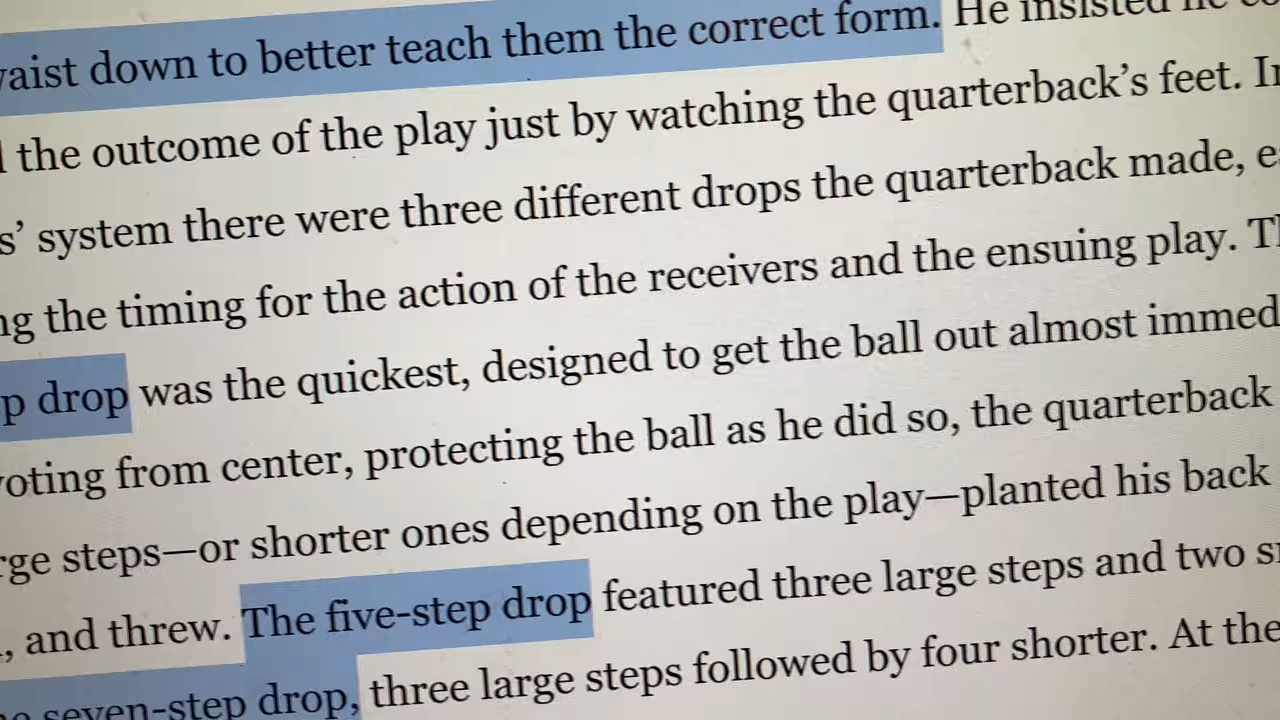 waist down to better teach them the correct form. He insisted he
the outcome of the play just by watching the quarterback's feet. In
s' system there were three different drops the quarterback made,
the timing for the action of the receivers and the ensuing play.
drop was the quickest, designed to get the ball out almost immed
from center, protecting the ball as he did so, the quarterback
steps—or shorter ones depending on the play—planted his back
, and threw. The five-step drop featured three large steps and two
seven-step drop, three large steps followed by four shorter. At the